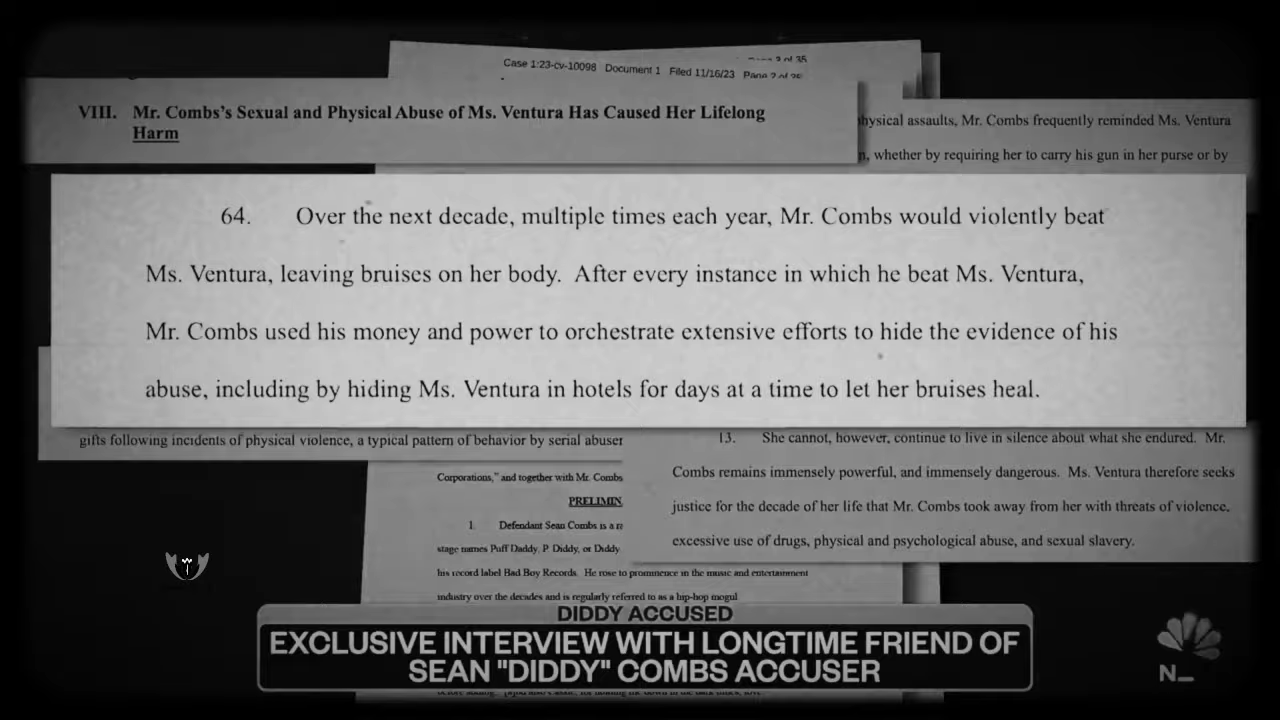 Case 1:23-cv-10098 Document 1 Filed 11/16/23
VIII. Mr. Combs's Sexual and Physical Abuse of Ms. Ventura Has Caused Her Lifelong
Harm
physical assaults, Mr. Combs frequently reminded Ms. Ventura
, whether by requiring her to carry his gun in her purse or by
64. Over the next decade, multiple times each year, Mr. Combs would violently beat
Ms. Ventura, leaving bruises on her body. After every instance in which he beat Ms. Ventura,
Mr. Combs used his money and power to orchestrate extensive efforts to hide the evidence of his
abuse, including by hiding Ms. Ventura in hotels for days at a time to let her bruises heal.
gifts following incidents of physical violence, a typical pattern of behavior by serial abuser
13. She cannot, however, continue to live in silence about what she endured. Mr.
Combs remains immensely powerful, and immensely dangerous. Ms. Ventura therefore seeks
justice for the decade of her life that Mr. Combs took away from her with threats of violence,
excessive use of drugs, physical and psychological abuse, and sexual slavery.
Corporations," and together with Mr. Combs
PRELIMIN
1. Defendant Sean Combs is a
stage names Puff Daddy, P. Diddy, or Diddy
his record label Bad Boy Records. He rose to prominence in the music and entertainment
industry over the decades and is regularly referred to as a hip-hop mogul
DIDDY ACCUSED
EXCLUSIVE INTERVIEW WITH LONGTIME FRIEND OF
SEAN "DIDDY" COMBS ACCUSER
N_